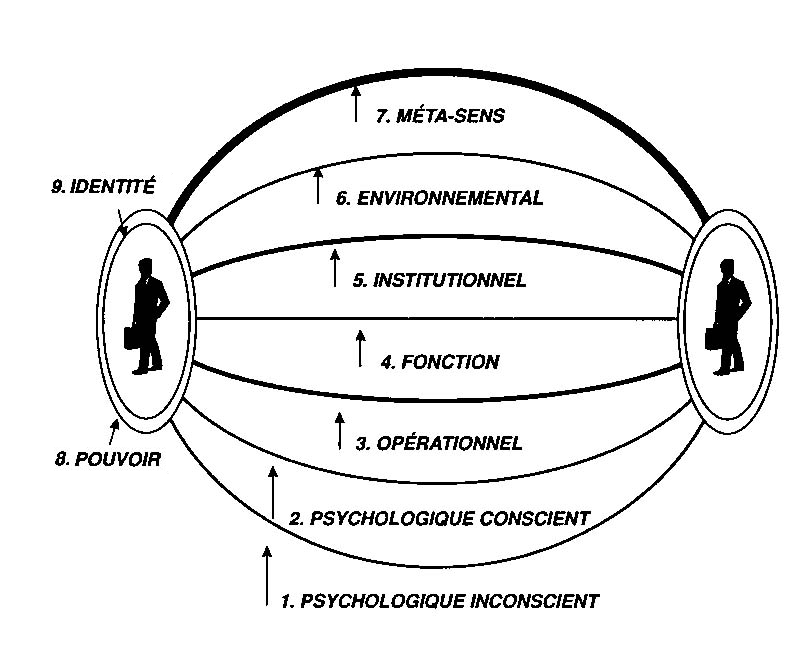 7. MÉTA-SENS
9. IDENTITÉ
6. ENVIRONNEMENTAL
5. INSTITUTIONNEL
4. FONCTION
3. OPÉRATIONNEL
8. POUVOIR
2. PSYCHOLOGIQUE CONSCIENT
1. PSYCHOLOGIQUE INCONSCIENT